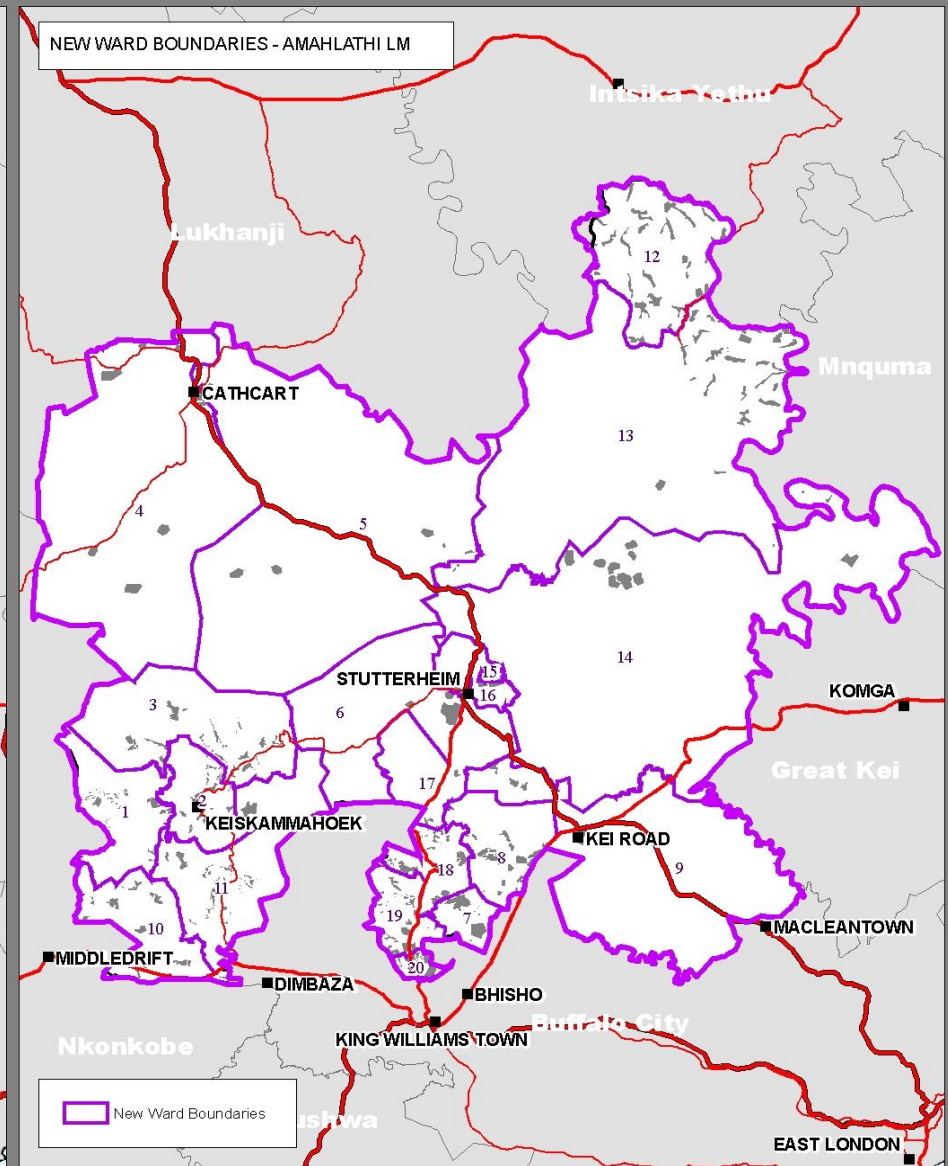 NEW WARD BOUNDARIES - AMAHLATHI LM
Intsika Yethu
Lukhanji
12
Mnquma
CATHCART
13
4
5
14
STUTTERHEIM
15
16
KOMGA
3
6
Great Kei
17
1
2
KEISKAMMAHOEK
KEI ROAD
18
8
9
11
19
7
10
MACLEANTOWN
MIDDLEDRIFT
20
DIMBAZA
BHISHO
Buffalo City
KING WILLIAMS TOWN
Nkonkobe
New Ward Boundaries
ushwa
EAST LONDON